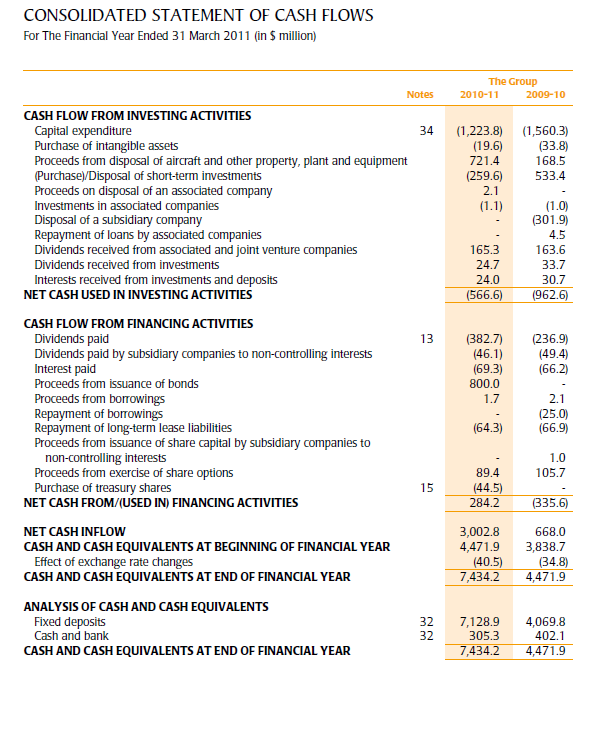 CONSOLIDATED STATEMENT OF CASH FLOWS
For The Financial Year Ended 31 March 2011 (in $ million)
The Group
Notes 2010-11 2009-10
CASH FLOW FROM INVESTING ACTIVITIES
Capital expenditure 34 (1,223.8) (1,560.3)
Purchase of intangible assets (19.6) (33.8)
Proceeds from disposal of aircraft and other property, plant and equipment 721.4 168.5
(Purchase)/Disposal of short-term investments (259.6) 533.4
Proceeds on disposal of an associated company 2.1 -
Investments in associated companies (1.1) (1.0)
Disposal of a subsidiary company - (301.9)
Repayment of loans by associated companies - 4.5
Dividends received from associated and joint venture companies 165.3 163.6
Dividends received from investments 24.7 33.7
Interests received from investments and deposits 24.0 30.7
NET CASH USED IN INVESTING ACTIVITIES (566.6) (962.6)
CASH FLOW FROM FINANCING ACTIVITIES
Dividends paid 13 (382.7) (236.9)
Dividends paid by subsidiary companies to non-controlling interests (46.1) (49.4)
Interest paid (69.3) (66.2)
Proceeds from issuance of bonds 800.0 -
Proceeds from borrowings 1.7 2.1
Repayment of borrowings - (25.0)
Repayment of long-term lease liabilities (64.3) (66.9)
Proceeds from issuance of share capital by subsidiary companies to
non-controlling interests - 1.0
Proceeds from exercise of share options 89.4 105.7
Purchase of treasury shares 15 (44.5) -
NET CASH FROM/(USED IN) FINANCING ACTIVITIES 284.2 (335.6)
NET CASH INFLOW 3,002.8 668.0
CASH AND CASH EQUIVALENTS AT BEGINNING OF FINANCIAL YEAR 4,471.9 3,838.7
Effect of exchange rate changes (40.5) (34.8)
CASH AND CASH EQUIVALENTS AT END OF FINANCIAL YEAR 7,434.2 4,471.9
ANALYSIS OF CASH AND CASH EQUIVALENTS
Fixed deposits 32 7,128.9 4,069.8
Cash and bank 32 305.3 402.1
CASH AND CASH EQUIVALENTS AT END OF FINANCIAL YEAR 7,434.2 4,471.9